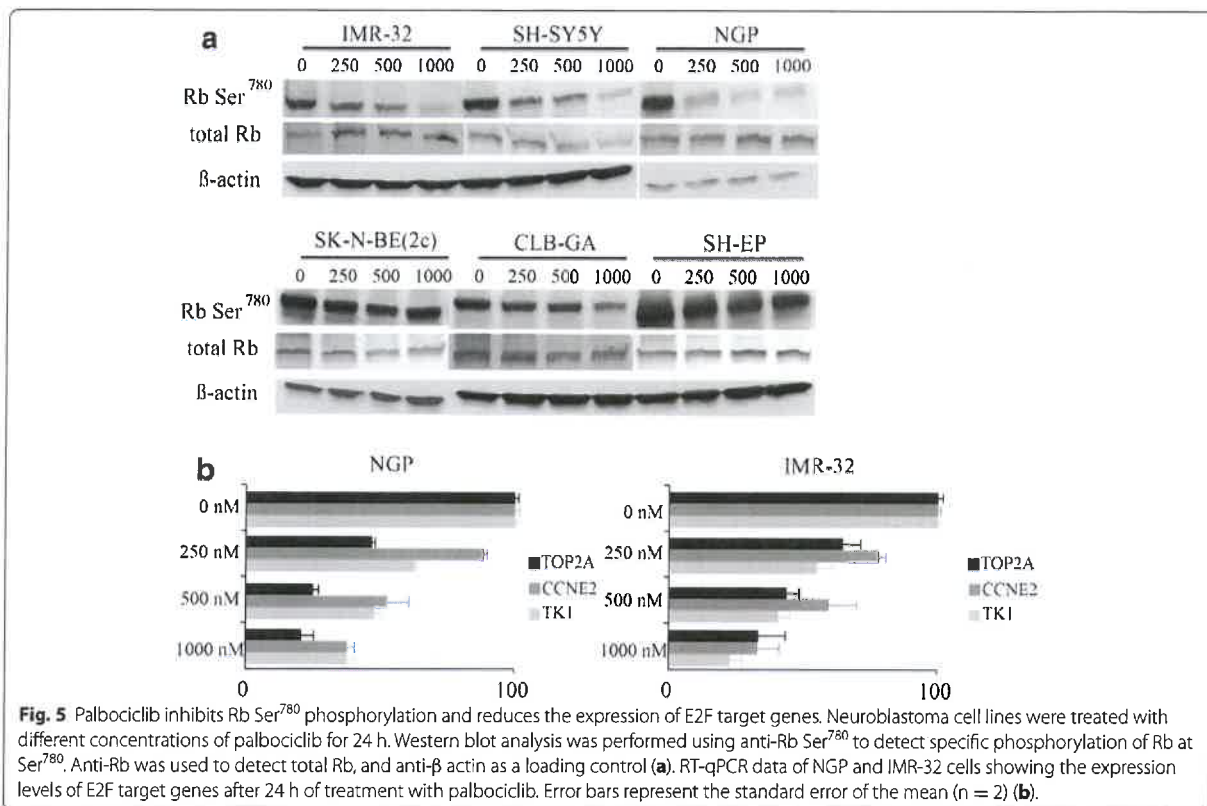 a
IMR-32 SH-SY5Y NGP
0 250 500 1000 0 250 500 1000 0 250 500 1000
Rb Ser780
total Rb
ß-actin
SK-N-BE(2c) CLB-GA SH-EP
0 250 500 1000 0 250 500 1000 0 250 500 1000
Rb Ser780
total Rb
ß-actin
b
NGP
0 nM
250 nM
500 nM
1000 nM
TOP2A
CCNE2
TK1
0 100
IMR-32
0 nM
250 nM
500 nM
1000 nM
TOP2A
CCNE2
TK1
0 100
Fig. 5 Palbociclib inhibits Rb Ser780 phosphorylation and reduces the expression of E2F target genes. Neuroblastoma cell lines were treated with
different concentrations of palbociclib for 24 h. Western blot analysis was performed using anti-Rb Ser780 to detect specific phosphorylation of Rb at
Ser780. Anti-Rb was used to detect total Rb, and anti-β actin as a loading control (a). RT-qPCR data of NGP and IMR-32 cells showing the expression
levels of E2F target genes after 24 h of treatment with palbociclib. Error bars represent the standard error of the mean (n = 2) (b).